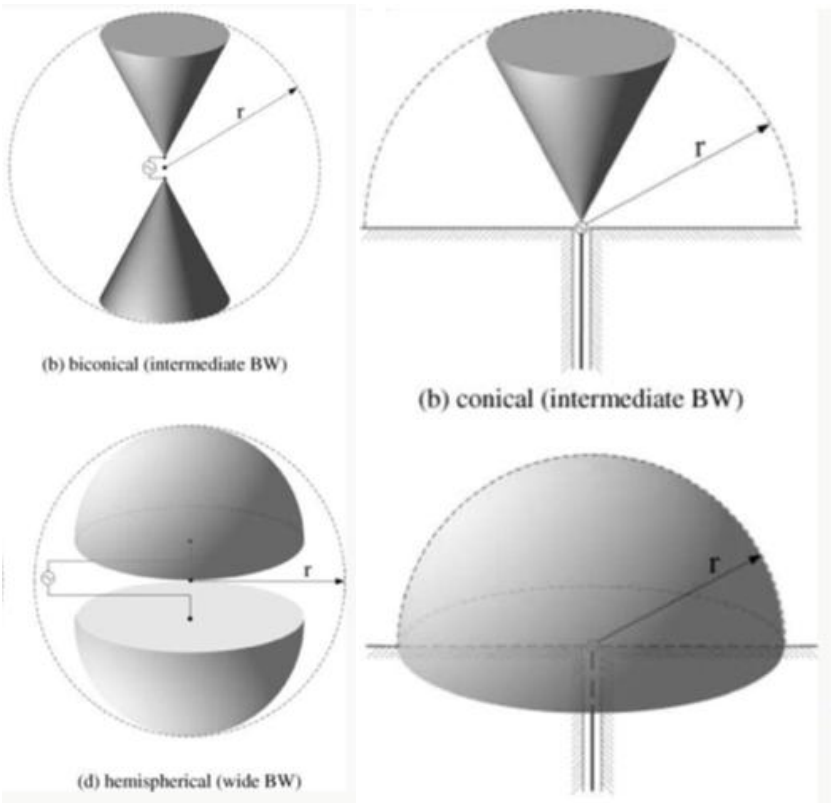 r
r
(b) biconical (intermediate BW)
(b) conical (intermediate BW)
r
r
(d) hemispherical (wide BW)